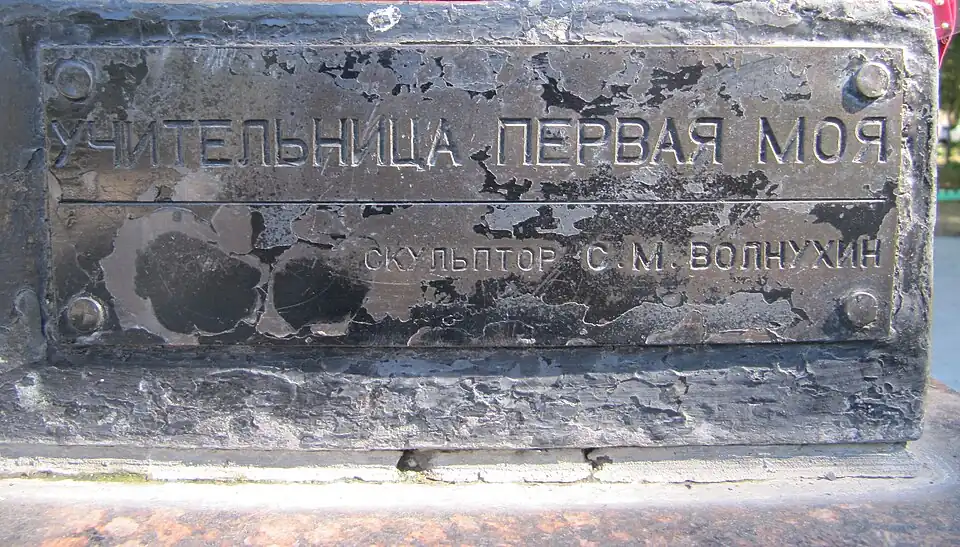 УЧИТЕЛЬНИЦА ПЕРВАЯ МОЯ
СКУЛЬПТОР С.М. ВОЛНУХИН